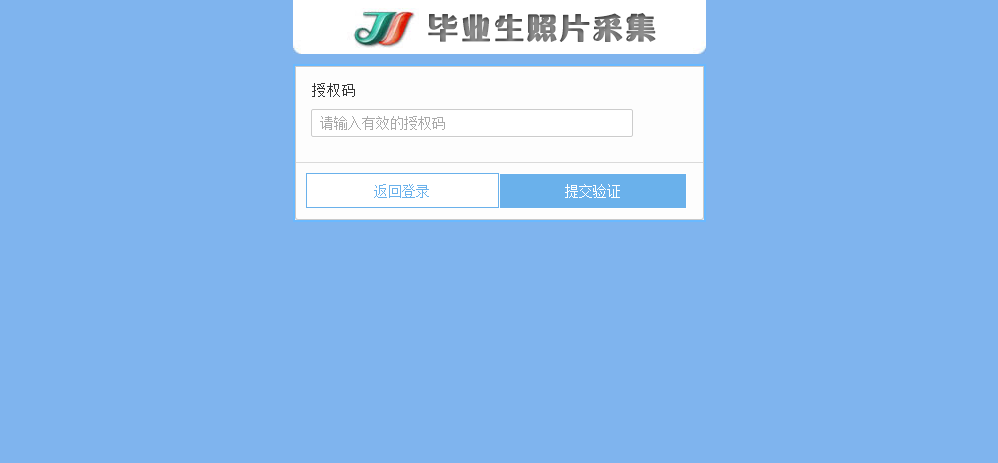 毕业生照片采集
授权码
请输入有效的授权码
返回登录
提交验证